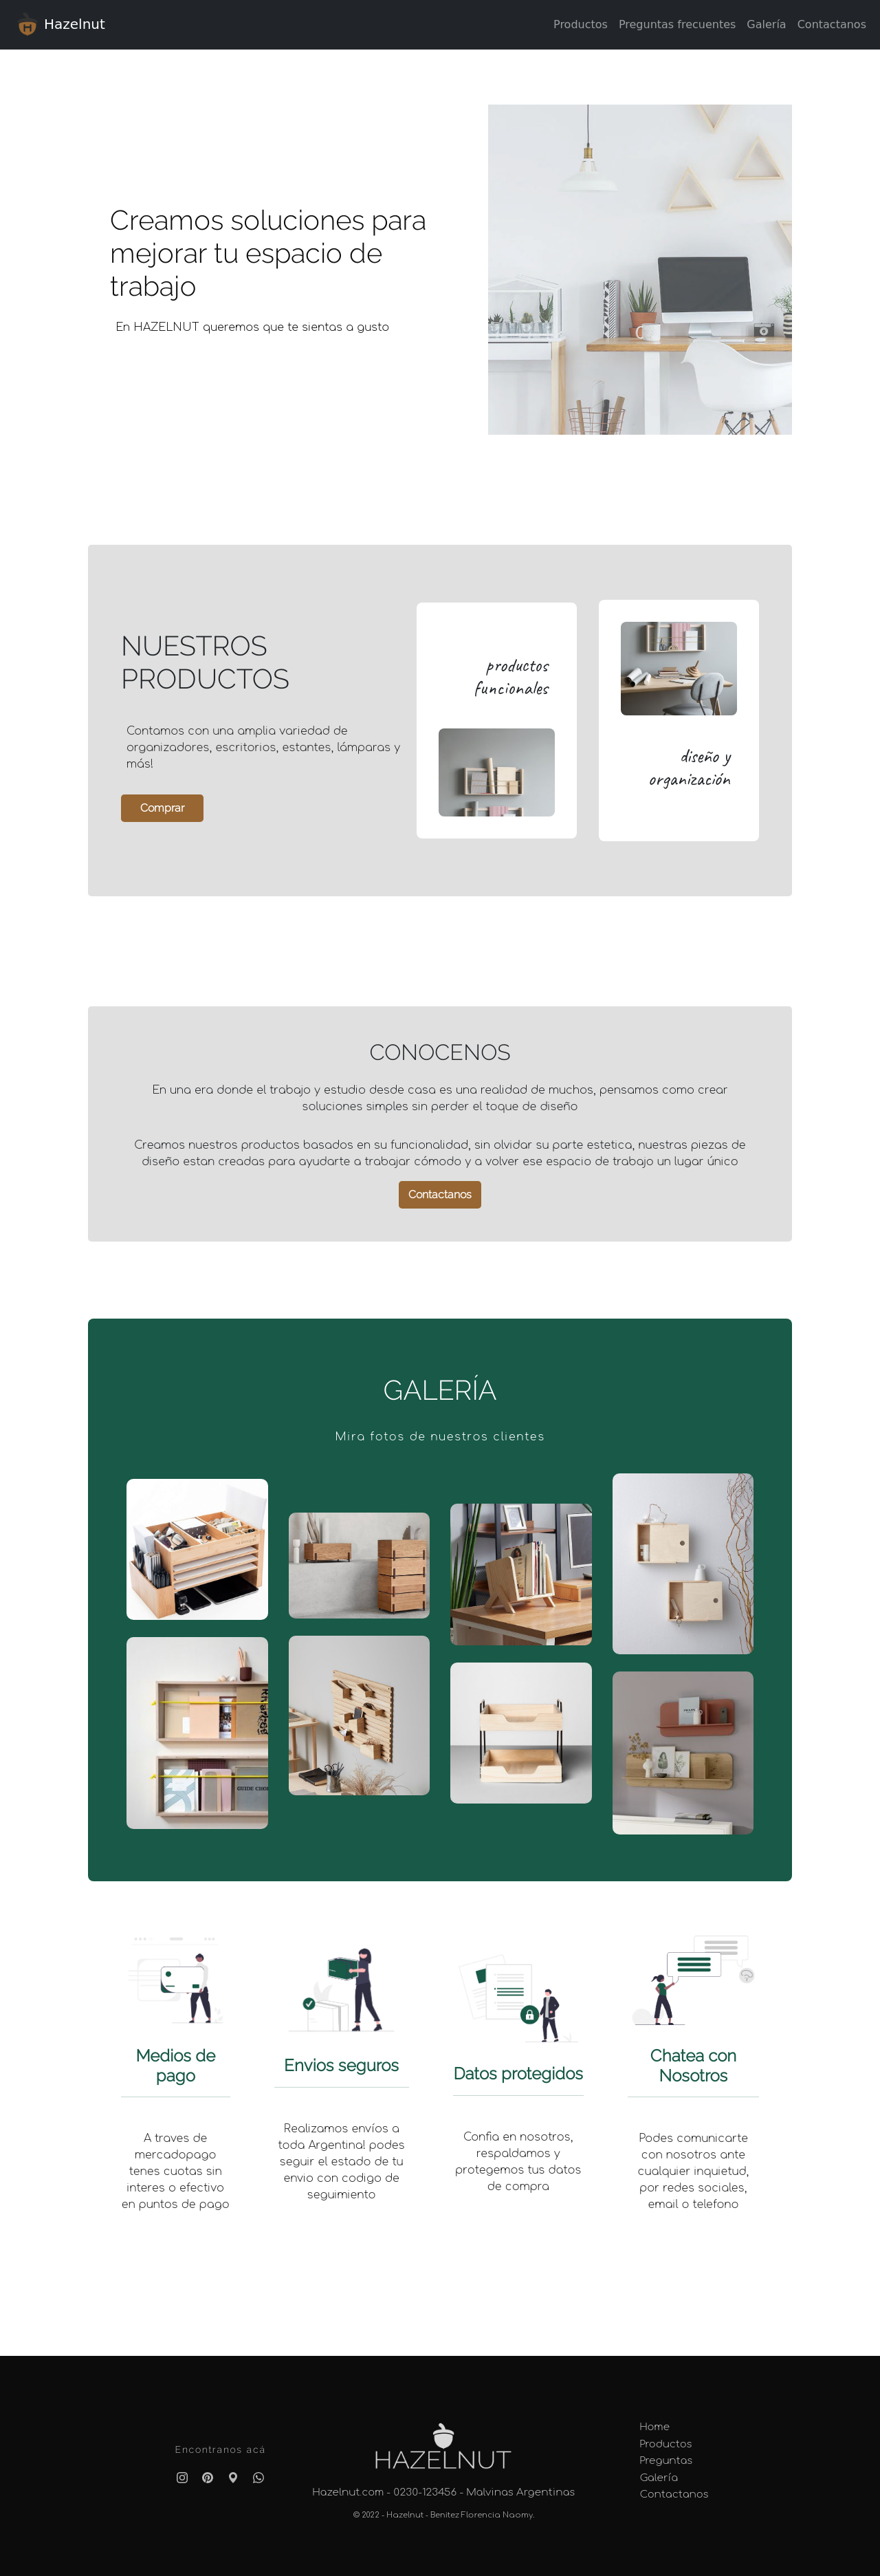 Hazelnut
Productos Preguntas frecuentes Galería Contactanos
Creamos soluciones para
mejorar tu espacio de
trabajo
En HAZELNUT queremos que te sientas a gusto
NUESTROS
PRODUCTOS
Contamos con una amplia variedad de
organizadores, escritorios, estantes, lámparas y
más!
Comprar
productos
funcionales
diseño y
organización
CONOCENOS
En una era donde el trabajo y estudio desde casa es una realidad de muchos, pensamos como crear
soluciones simples sin perder el toque de diseño
Creamos nuestros productos basados en su funcionalidad, sin olvidar su parte estetica, nuestras piezas de
diseño estan creadas para ayudarte a trabajar cómodo y a volver ese espacio de trabajo un lugar único
Contactanos
GALERÍA
Mira fotos de nuestros clientes
Medios de
pago
A traves de
mercadopago
tenes cuotas sin
interes o efectivo
en puntos de pago
Envios seguros
Realizamos envíos a
toda Argentina! podes
seguir el estado de tu
envio con codigo de
seguimiento
Datos protegidos
Confia en nosotros,
respaldamos y
protegemos tus datos
de compra
Chatea con
Nosotros
Podes comunicarte
con nosotros ante
cualquier inquietud,
por redes sociales,
email o telefono
Encontranos acá
HAZELNUT
Hazelnut.com - 0230-123456 - Malvinas Argentinas
© 2022 - Hazelnut - Benitez Florencia Naomy.
Home
Productos
Preguntas
Galería
Contactanos